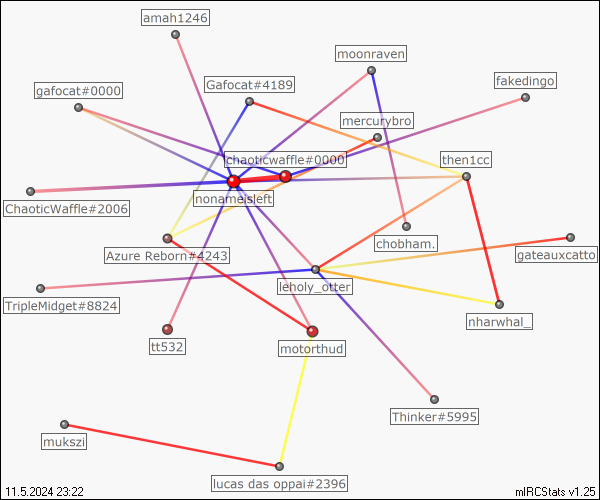 amah1246
moonraven
fakedingo
gafocat#0000
Gafocat#4189
mercurybro
chaoticwaffle#0000
then1cc
nonameisleft
ChaoticWaffle#2006
chobham.
Azure Reborn#4243
gateauxcatto
leholy_otter
TripleMidget#8824
nharwhal_
tt532
motorthud
Thinker#5995
mukszi
lucas das oppai#2396
11.5.2024 23:22
mIRCStats v1.25